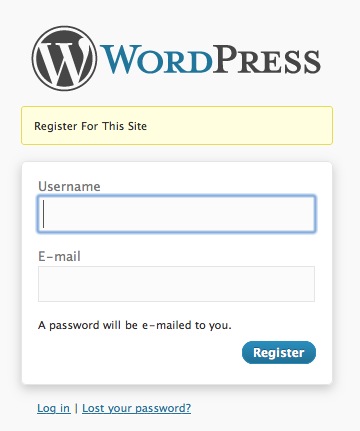 WORDPRESS
Register For This Site
Username
E-mail
A password will be e-mailed to you.
Register
Log in | Lost your password?